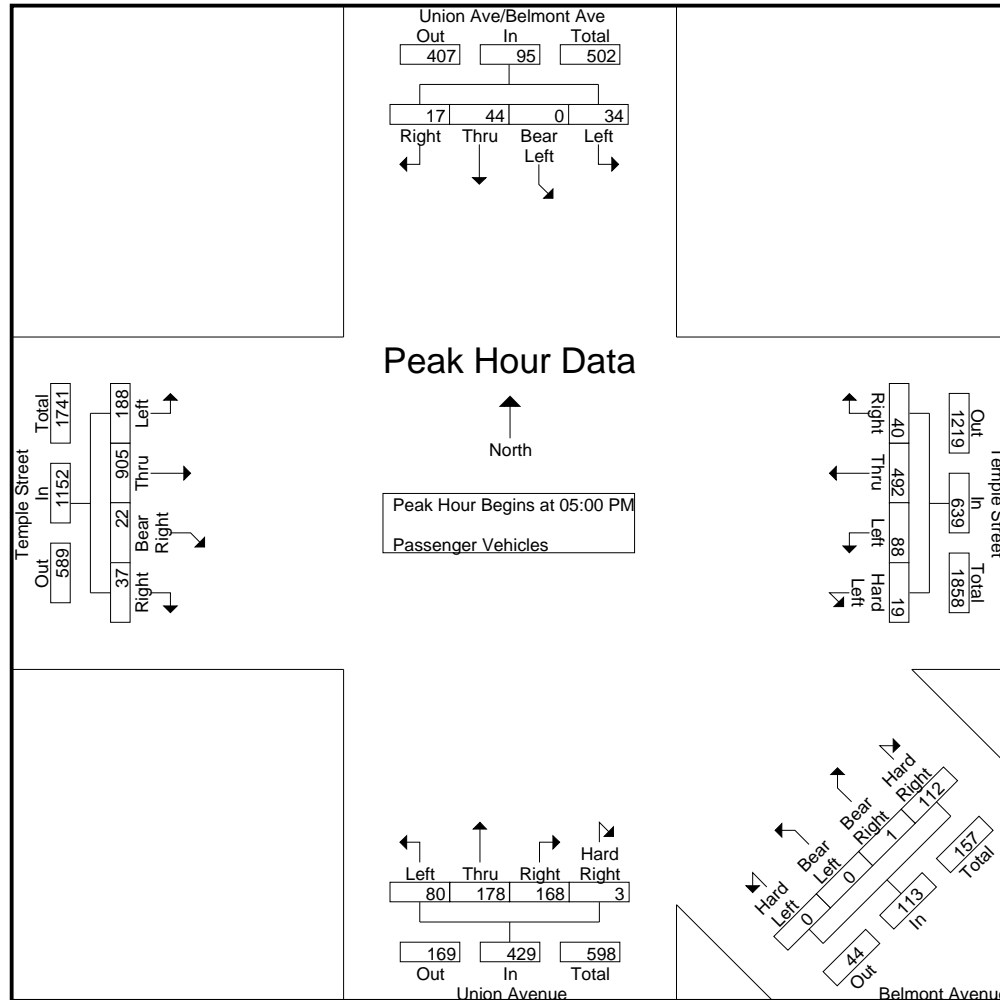 Union Ave/Belmont Ave
Out In Total
407 95 502
17 44 0 34
Right Thru Bear Left Left
Peak Hour Data
North
Peak Hour Begins at 05:00 PM
Passenger Vehicles
Temple Street
Total In Out
1741 1152 589
188 905 22 37
Left Thru Bear Right Right
Temple Street
Out In Total
1219 639 1858
40 492 88 19
Right Thru Left Hard Left
Left Thru Right Hard Right
80 178 168 3
169 429 598
Out In Total
Union Avenue
Hard Left Bear Left Bear Right Hard Right
0 0 1 112
44 113 157
Out In Total
Belmont Avenue